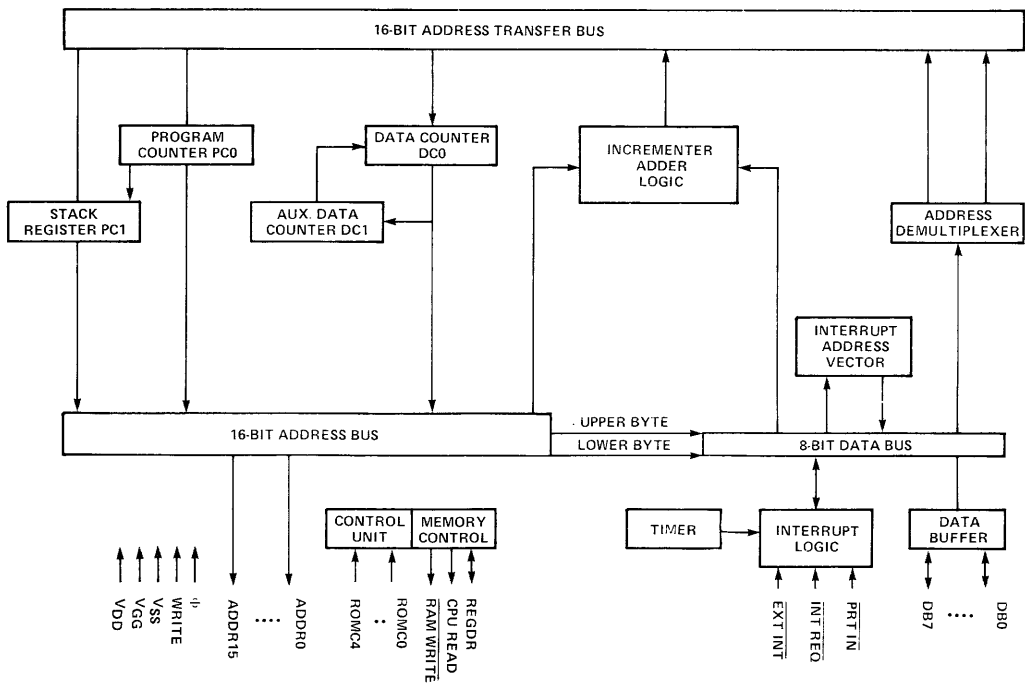 16-BIT ADDRESS TRANSFER BUS
PROGRAM
COUNTER PC0
DATA COUNTER
DC0
INCREMENTER
ADDER
LOGIC
STACK
REGISTER PC1
AUX. DATA
COUNTER DC1
ADDRESS
DEMULTIPLEXER
INTERRUPT
ADDRESS
VECTOR
16-BIT ADDRESS BUS
UPPER BYTE
LOWER BYTE
8-BIT DATA BUS
CONTROL
UNIT
MEMORY
CONTROL
TIMER
INTERRUPT
LOGIC
DATA
BUFFER
VDD
VGG
VSS
WRITE
Φ
ADDR15
....
ADDR0
ROMC4
..
ROMC0
RAM WRITE
CPU READ
REGDR
EXT INT
INT REQ
PRT IN
DB7
....
DB0